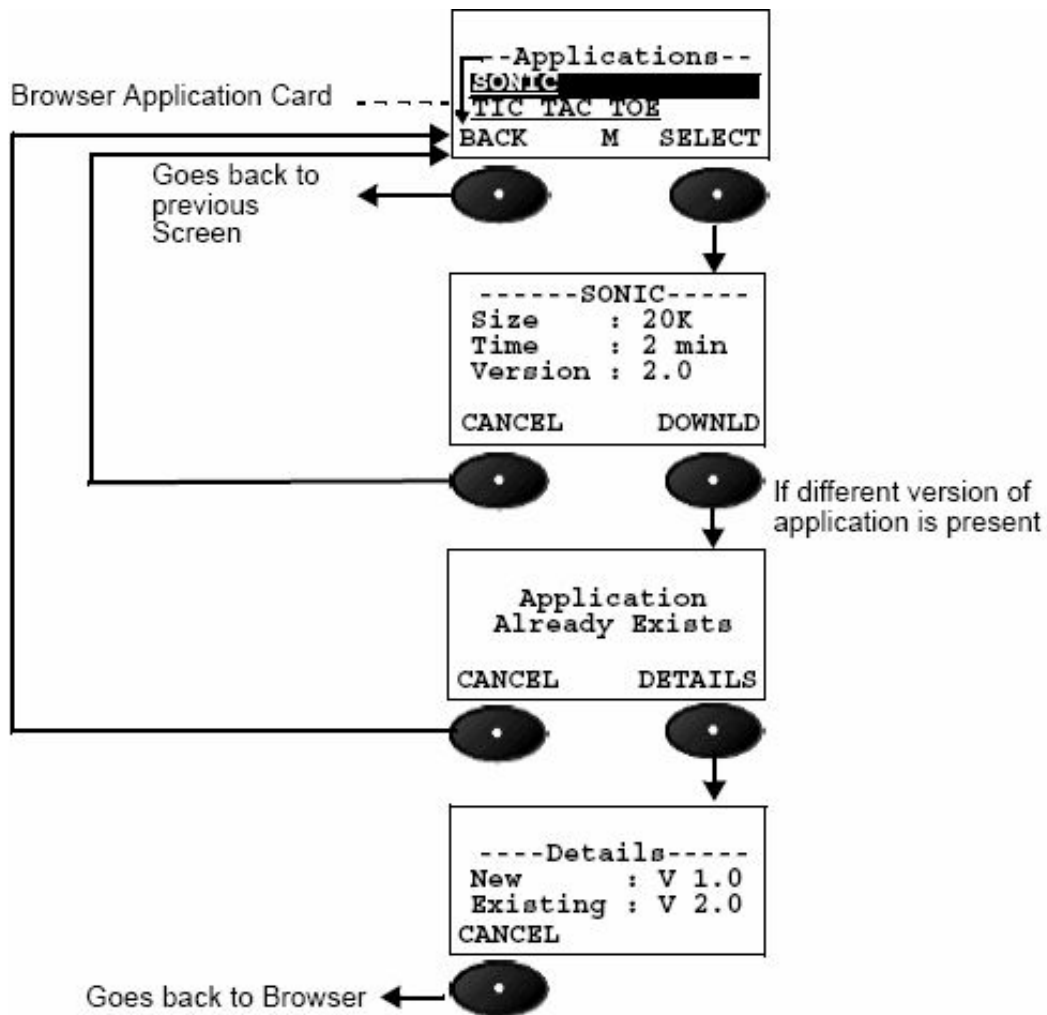 --Applications--
SONIC
TIC TAC TOE
BACK M SELECT
Browser Application Card
Goes back to
previous
Screen
------SONIC-----
Size : 20K
Time : 2 min
Version : 2.0
CANCEL DOWNLD
If different version of
application is present
Application
Already Exists
CANCEL DETAILS
----Details-----
New : V 1.0
Existing : V 2.0
CANCEL
Goes back to Browser